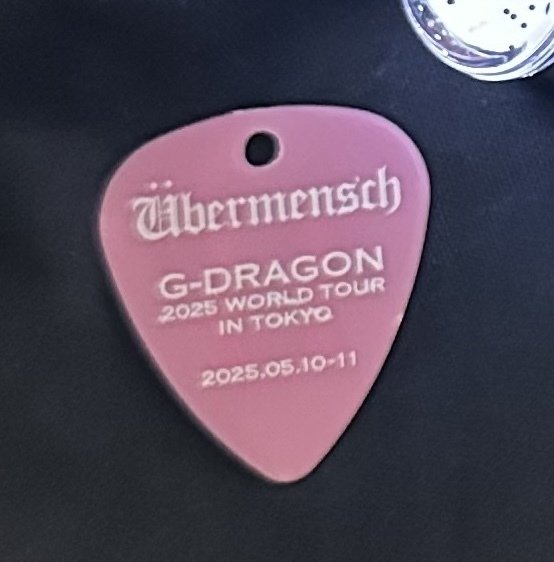 Übermensch
G-DRAGON
2025 WORLD TOUR
IN TOKYO
2025.05.10-11